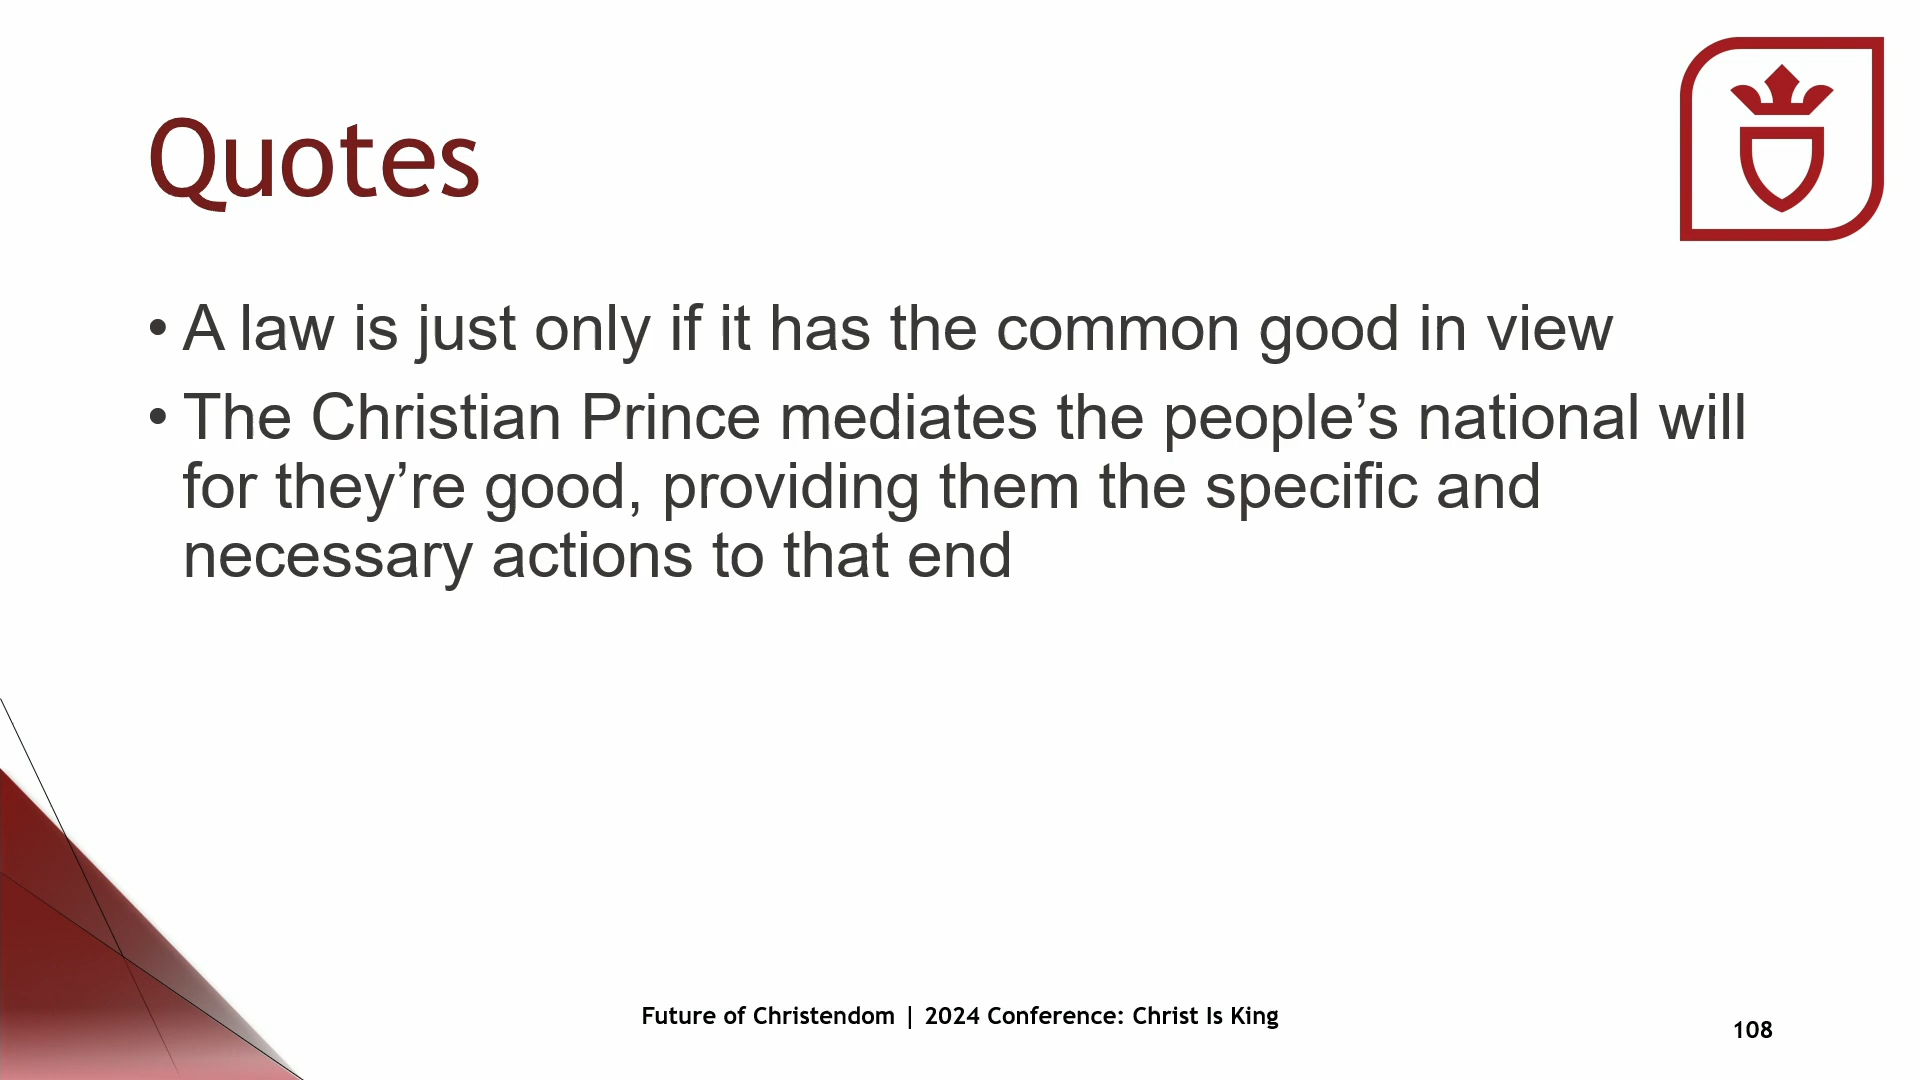 Quotes
• A law is just only if it has the common good in view
• The Christian Prince mediates the people’s national will
for they’re good, providing them the specific and
necessary actions to that end
Future of Christendom | 2024 Conference: Christ Is King
108